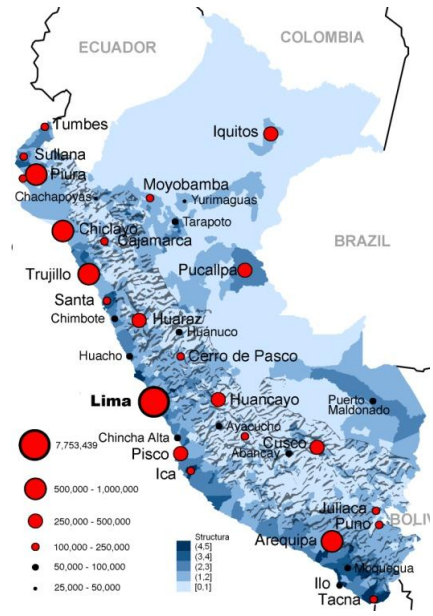 ECUADOR
COLOMBIA
Tumbes
Iquitos
Sullana
Piura
Moyobamba
Chachapoyas
Yurimaguas
Tarapoto
Chiclayo
Cajamarca
BRAZIL
Trujillo
Pucallpa
Santa
Chimbote
Huaraz
Huánuco
Huacho
Cerro de Pasco
Lima
Huancayo
Puerto
Maldonado
Chincha Alta
Ayacucho
Cusco
Pisco
Abancay
Ica
7,753,439
500,000 - 1,000,000
250,000 - 500,000
100,000 - 250,000
50,000 - 100,000
25,000 - 50,000
Juliaca
Puno
BOLIV
Arequipa
Structura
(4,5]
(3,4]
(2,3]
(1,2]
[0,1]
Moquegua
Ilo
Tacna